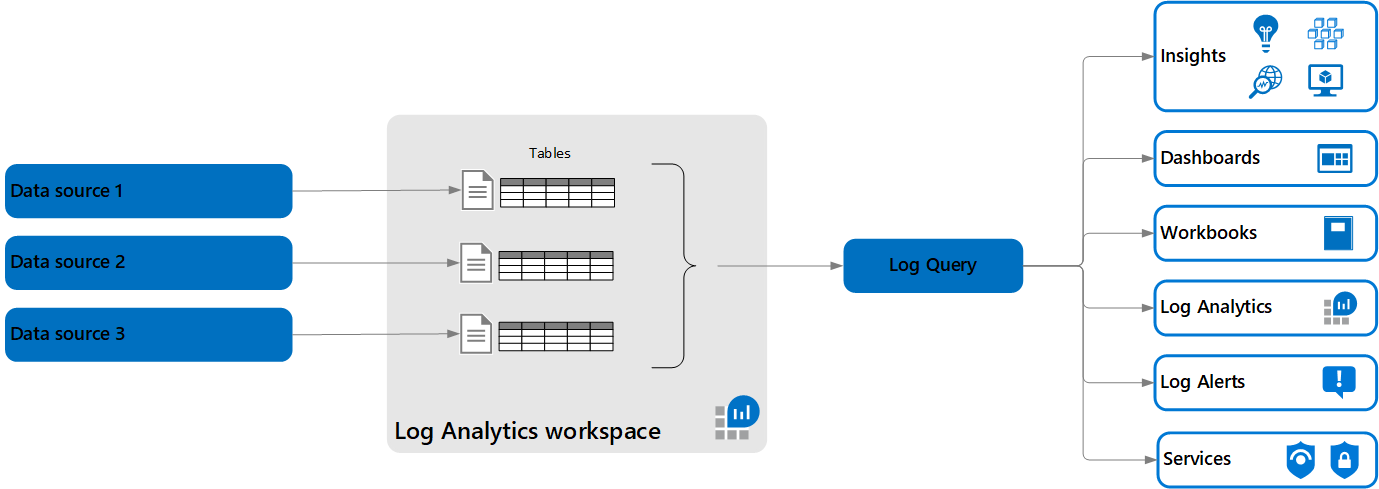 Data source 1
Data source 2
Data source 3
Tables
Log Analytics workspace
Log Query
Insights
Dashboards
Workbooks
Log Analytics
Log Alerts
Services